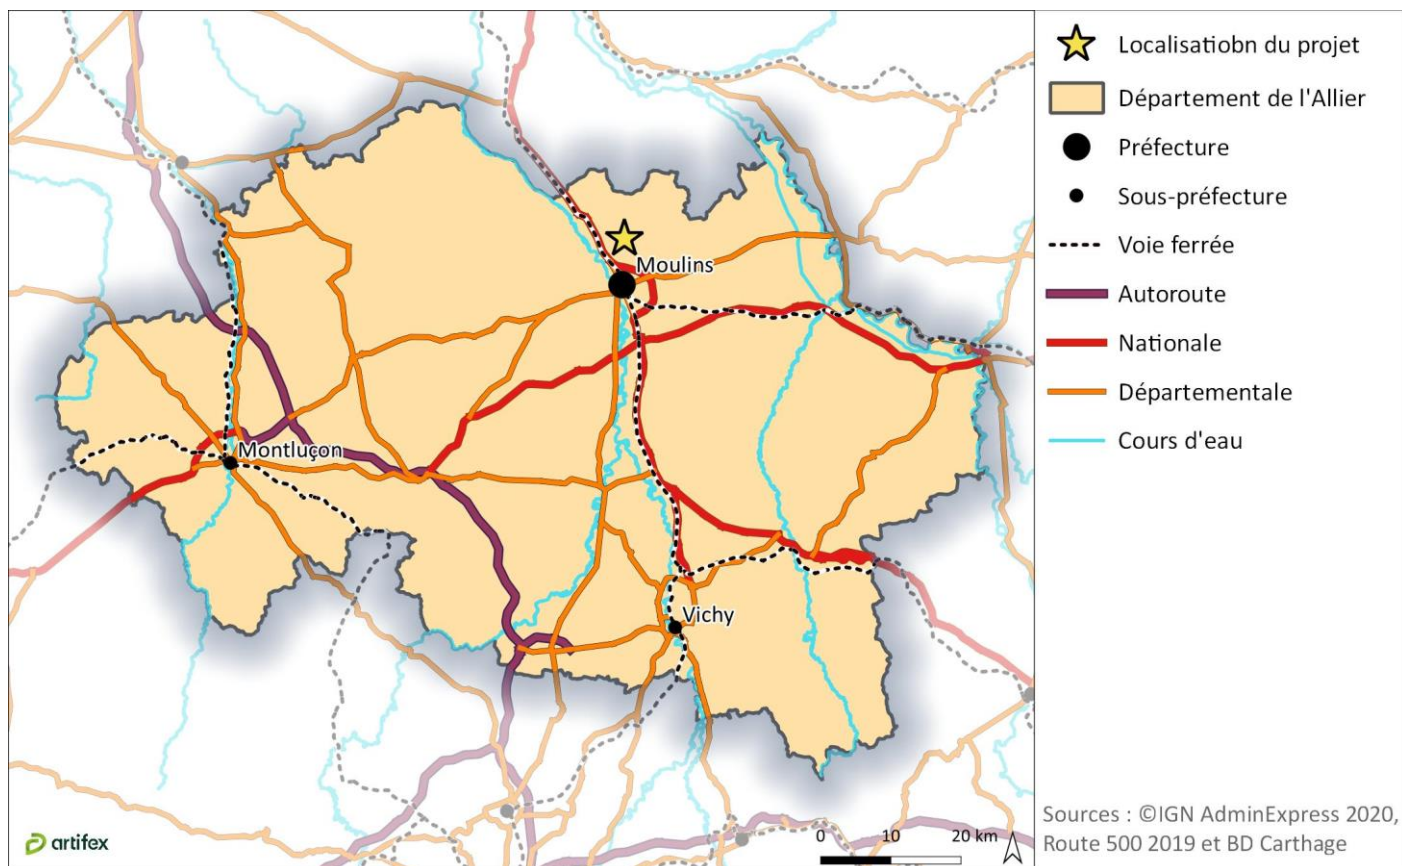 Localisatiobn du projet
Département de l'Allier
Préfecture
Sous-préfecture
Voie ferrée
Autoroute
Nationale
Départementale
Cours d'eau
Moulins
Montluçon
Vichy
artifex
0 10 20 km
Sources : ©IGN AdminExpress 2020,
Route 500 2019 et BD Carthage